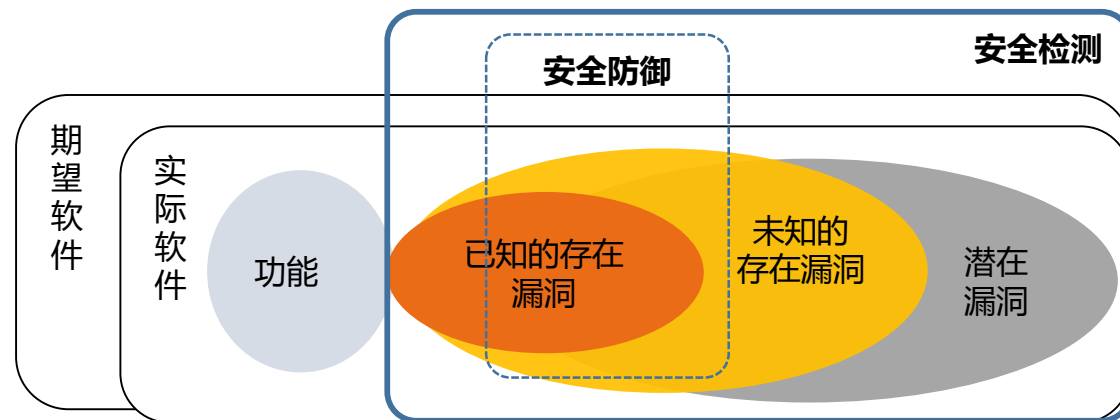 安全检测
安全防御
期望软件
实际软件
功能
已知的存在
漏洞
未知的
存在漏洞
潜在
漏洞